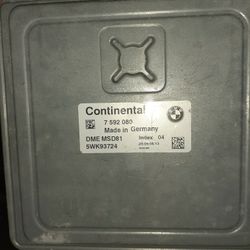 Continental
7 592 080
Made in Germany
DME MSD81 Index 04
5WK93724